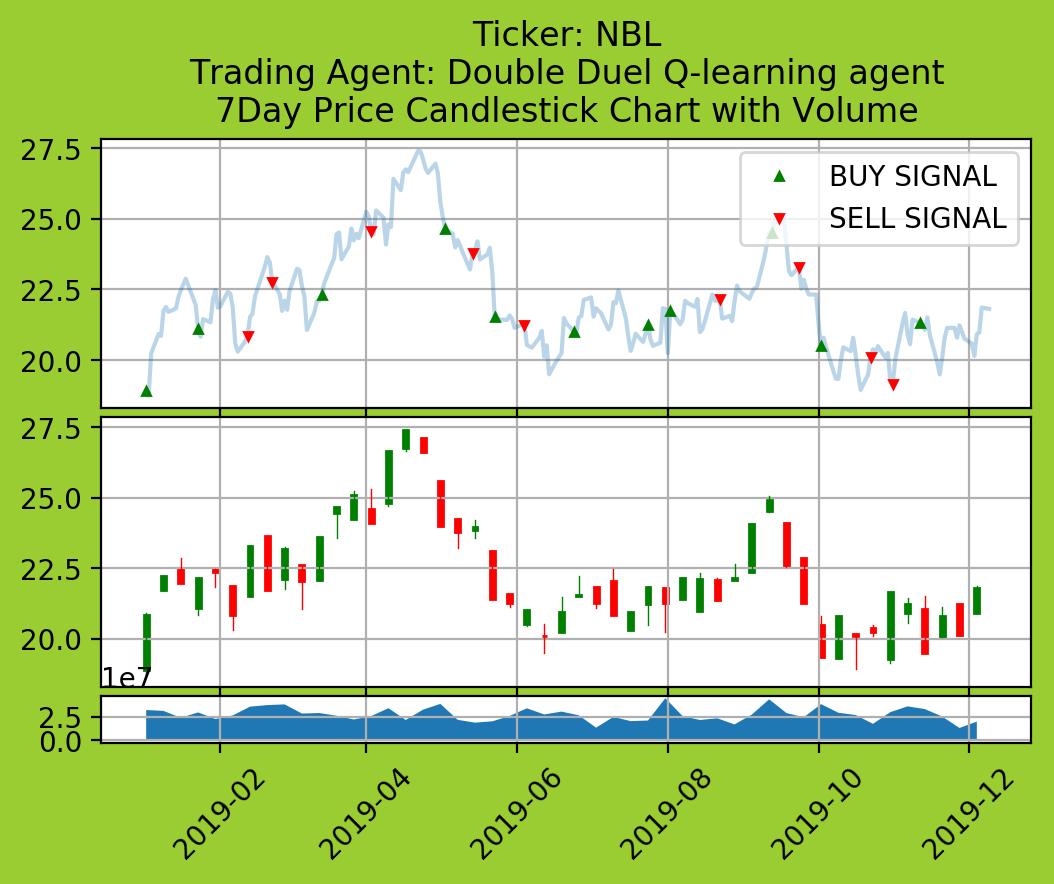 Ticker: NBL
Trading Agent: Double Duel Q-learning agent
7Day Price Candlestick Chart with Volume
27.5
25.0
22.5
20.0
BUY SIGNAL
SELL SIGNAL
27.5
25.0
22.5
20.0
1e7
2.5
0.0
2019-02
2019-04
2019-06
2019-08
2019-10
2019-12